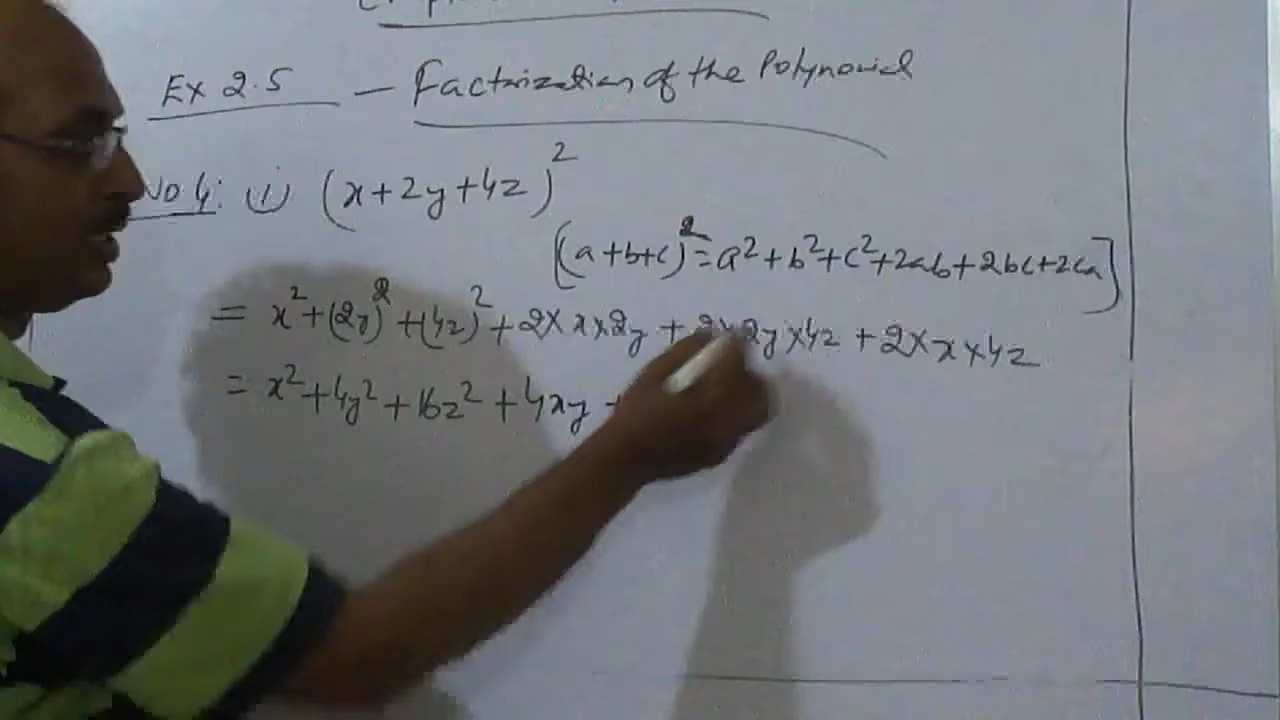 Ex 2.5 — Factorization of the Polynomial
No 4: (i) (x+2y+4z)²
[(a+b+c)²=a²+b²+c²+2ab+2bc+2ca]
= x²+(2y)²+(4z)²+2×x×2y+2×2y×4z+2×x×4z
= x²+4y²+16z²+4xy+